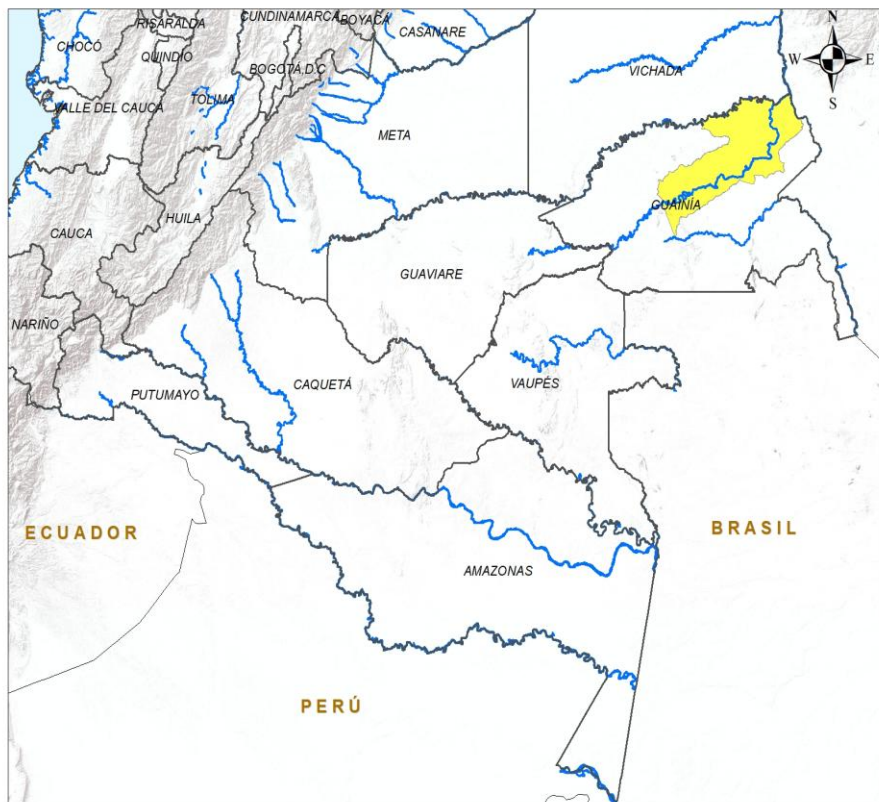 CUNDINAMARCA
BOYACÁ
N
RISARALDA
CASANARE
CHOCÓ
W
E
QUINDIO
BOGOTA,D.C
VICHADA
S
TOLIMA
VALLE DEL CAUCA
META
GUAINÍA
HUILA
CAUCA
GUAVIARE
NARIÑO
CAQUETÁ
VAUPÉS
PUTUMAYO
ECUADOR
BRASIL
AMAZONAS
PERÚ